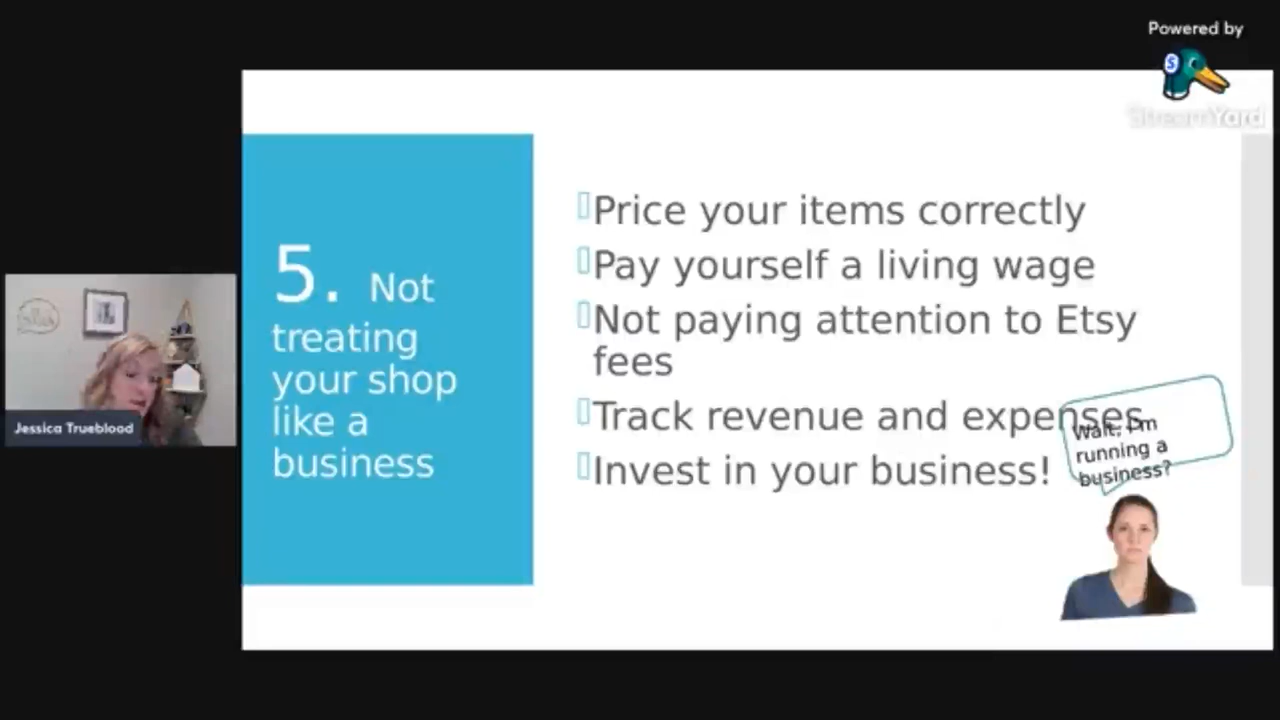 Powered by
StreamYard
5. Not
treating
your shop
like a
business
Price your items correctly
Pay yourself a living wage
Not paying attention to Etsy
fees
Track revenue and expenses
Invest in your business!
Wait, I'm
running a
business?
Jessica Trueblood